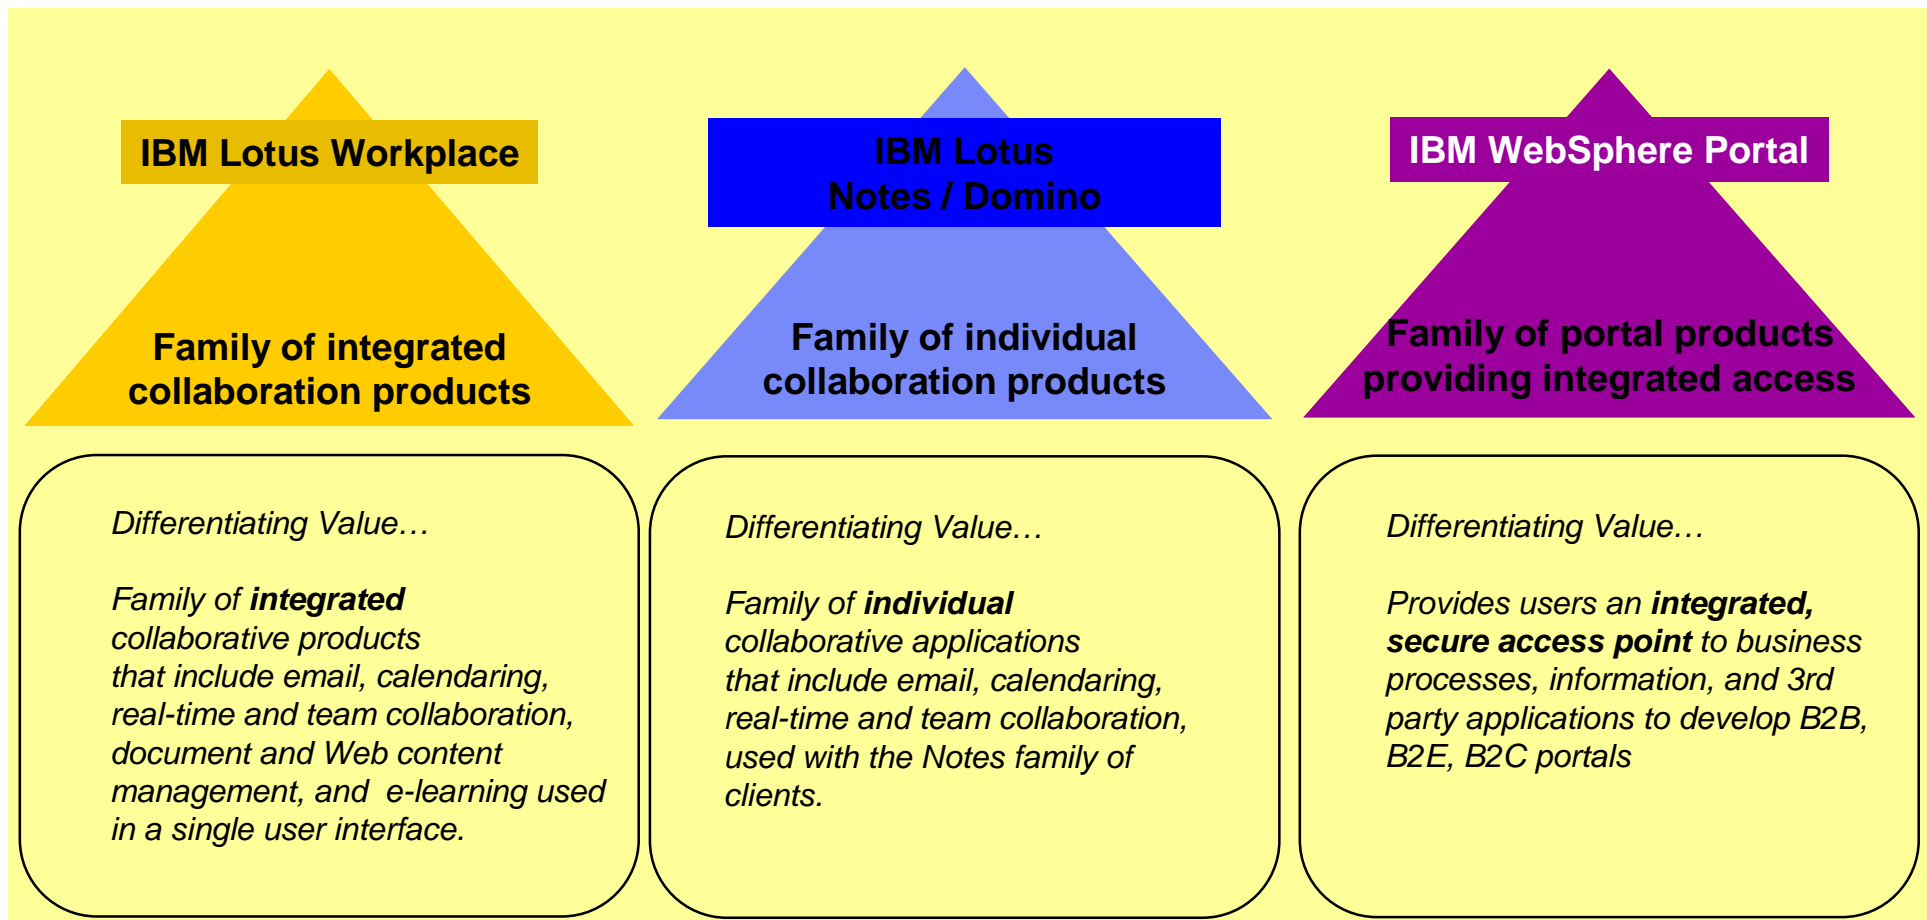 IBM Lotus Workplace
Family of integrated
collaboration products
Differentiating Value…
Family of integrated
collaborative products
that include email, calendaring,
real-time and team collaboration,
document and Web content
management, and  e-learning used
in a single user interface.
IBM Lotus
Notes / Domino
Family of individual
collaboration products
Differentiating Value…
Family of individual
collaborative applications
that include email, calendaring,
real-time and team collaboration,
used with the Notes family of
clients.
IBM WebSphere Portal
Family of portal products
providing integrated access
Differentiating Value…
Provides users an integrated,
secure access point to business
processes, information, and 3rd
party applications to develop B2B,
B2E, B2C portals